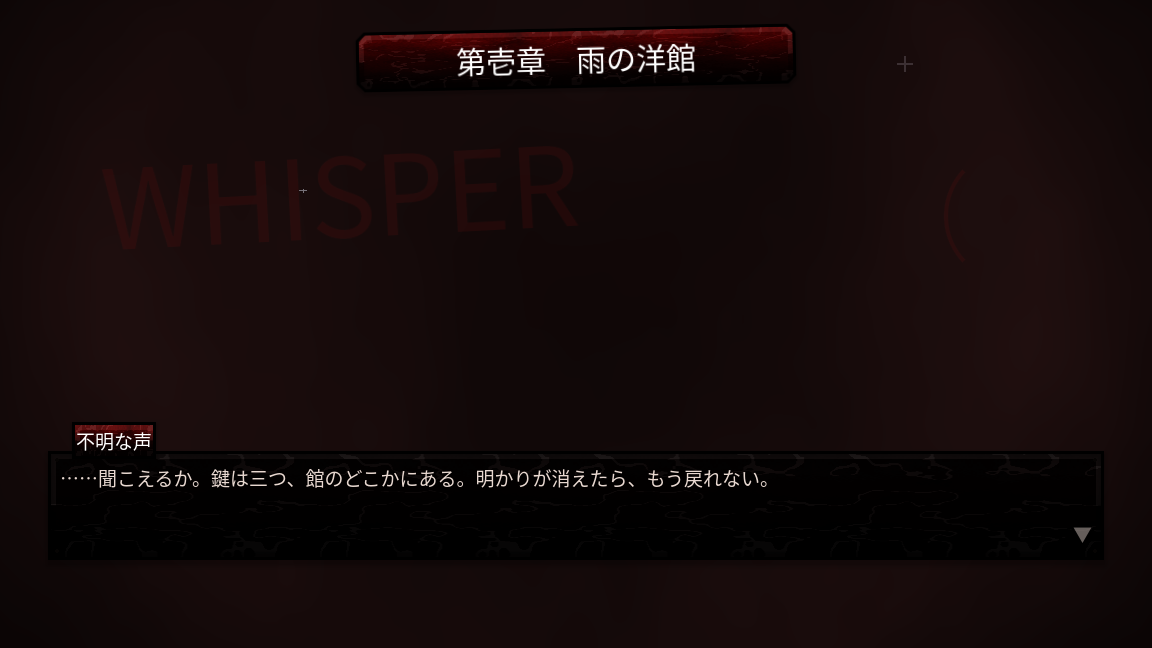 第壱章　雨の洋館
WHISPER
不明な声
……聞こえるか。鍵は三つ、館のどこかにある。明かりが消えたら、もう戻れない。
▼